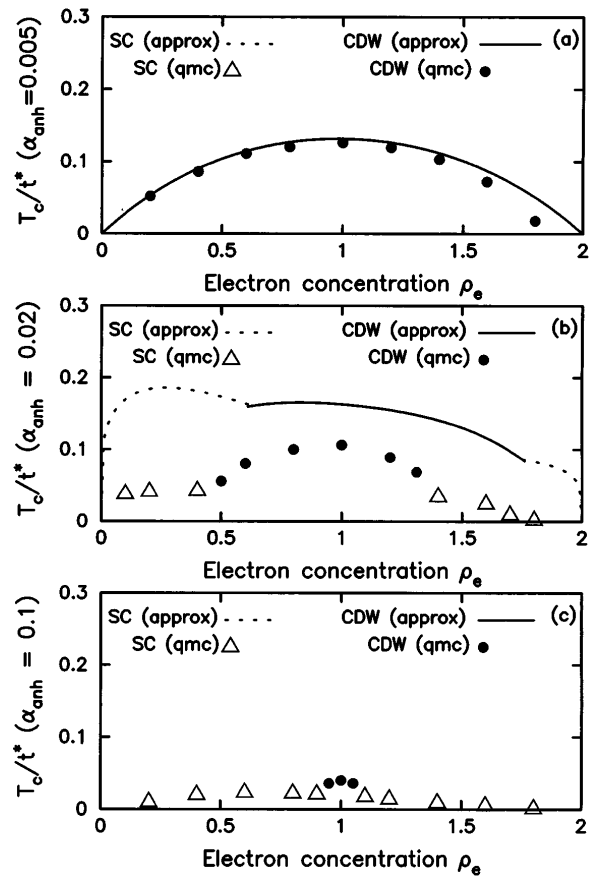 0.3
SC (approx) CDW (approx) (a)
SC (qmc) CDW (qmc)
0.2
0.1
0
T_c/t* (α_anh=0.005)
0 0.5 1 1.5 2
Electron concentration ρ_e
0.3
SC (approx) CDW (approx) (b)
SC (qmc) CDW (qmc)
0.2
0.1
0
T_c/t* (α_anh = 0.02)
0 0.5 1 1.5 2
Electron concentration ρ_e
0.3
SC (approx) CDW (approx) (c)
SC (qmc) CDW (qmc)
0.2
0.1
0
T_c/t* (α_anh = 0.1)
0 0.5 1 1.5 2
Electron concentration ρ_e